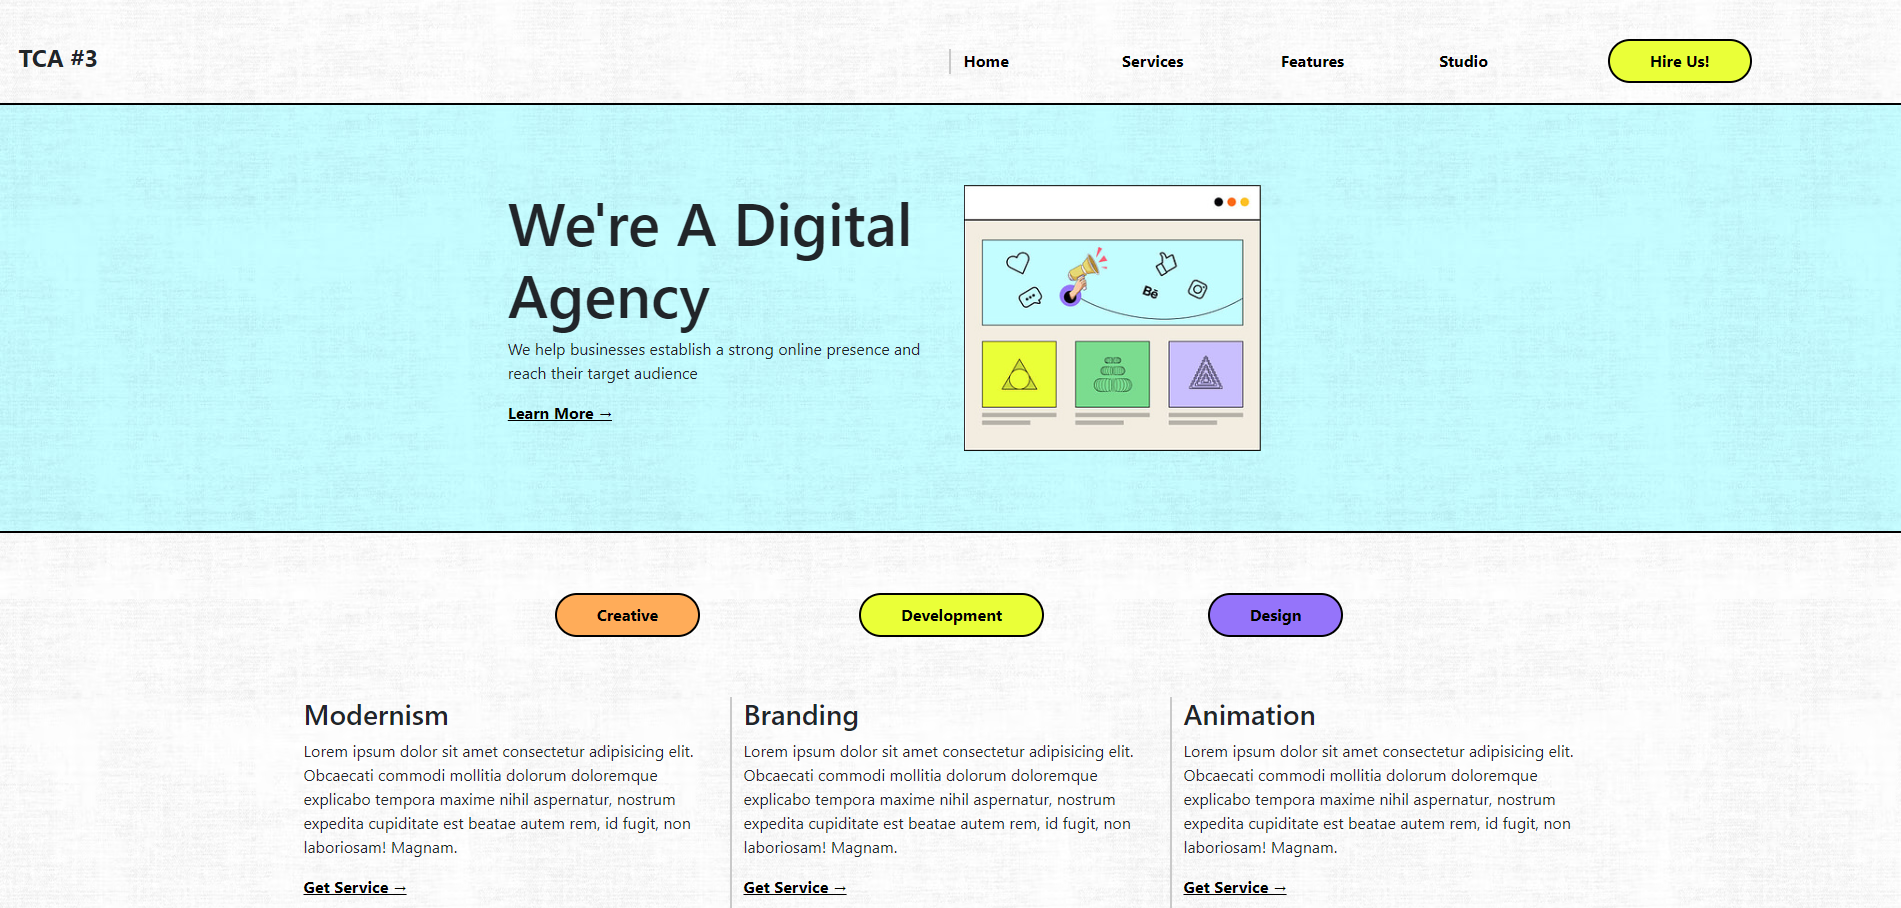 TCA #3
Home
Services
Features
Studio
Hire Us!
We're A Digital
Agency
We help businesses establish a strong online presence and
reach their target audience
Learn More →
Bē
Creative
Development
Design
Modernism
Lorem ipsum dolor sit amet consectetur adipisicing elit.
Obcaecati commodi mollitia dolorum doloremque
explicabo tempora maxime nihil aspernatur, nostrum
expedita cupiditate est beatae autem rem, id fugit, non
laboriosam! Magnam.
Get Service →
Branding
Lorem ipsum dolor sit amet consectetur adipisicing elit.
Obcaecati commodi mollitia dolorum doloremque
explicabo tempora maxime nihil aspernatur, nostrum
expedita cupiditate est beatae autem rem, id fugit, non
laboriosam! Magnam.
Get Service →
Animation
Lorem ipsum dolor sit amet consectetur adipisicing elit.
Obcaecati commodi mollitia dolorum doloremque
explicabo tempora maxime nihil aspernatur, nostrum
expedita cupiditate est beatae autem rem, id fugit, non
laboriosam! Magnam.
Get Service →